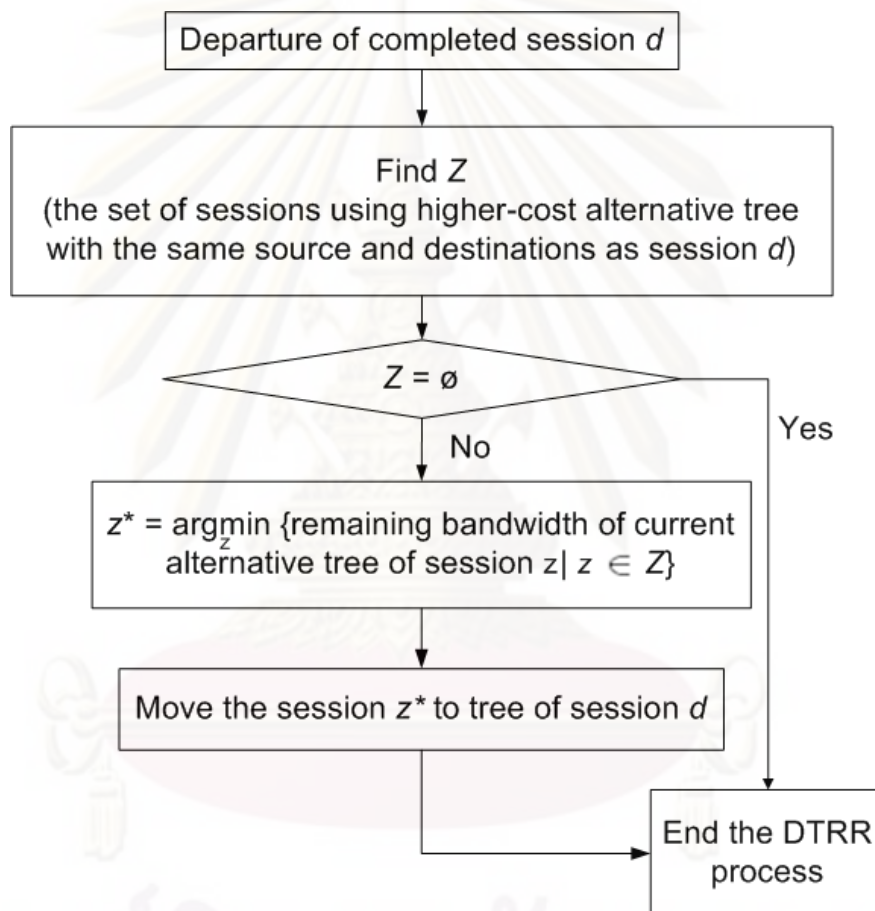 Departure of completed session d
Find Z
(the set of sessions using higher-cost alternative tree
with the same source and destinations as session d)
Z = ø
Yes
No
z* = argmin {remaining bandwidth of current
z
alternative tree of session z| z ∈ Z}
Move the session z* to tree of session d
End the DTRR
process